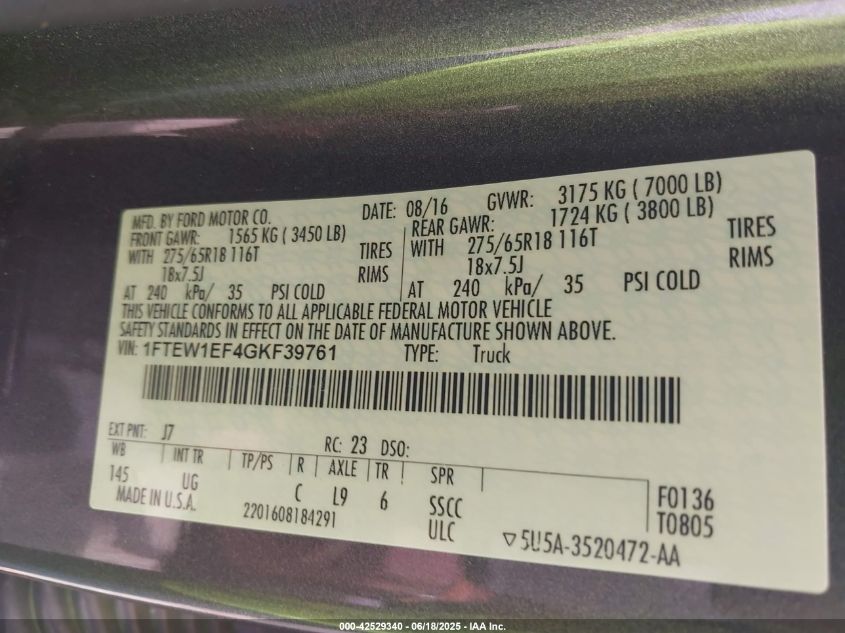 MFD. BY FORD MOTOR CO. DATE: 08/16 GVWR: 3175 KG ( 7000 LB)
FRONT GAWR: 1565 KG ( 3450 LB) REAR GAWR: 1724 KG ( 3800 LB)
WITH 275/65R18 116T TIRES WITH 275/65R18 116T TIRES
18x7.5J RIMS 18x7.5J RIMS
AT 240 kPa/ 35 PSI COLD AT 240 kPa/ 35 PSI COLD
THIS VEHICLE CONFORMS TO ALL APPLICABLE FEDERAL MOTOR VEHICLE
SAFETY STANDARDS IN EFFECT ON THE DATE OF MANUFACTURE SHOWN ABOVE.
VIN: 1FTEW1EF4GKF39761 TYPE: Truck
EXT PNT: J7 RC: 23 DSO:
WB INT TR TP/PS R AXLE TR SPR
145 UG C L9 6 SSCC F0136
MADE IN U.S.A. 2201608184291 ULC T0805
▽5U5A-3520472-AA
000-42529340 - 06/18/2025 - IAA Inc.